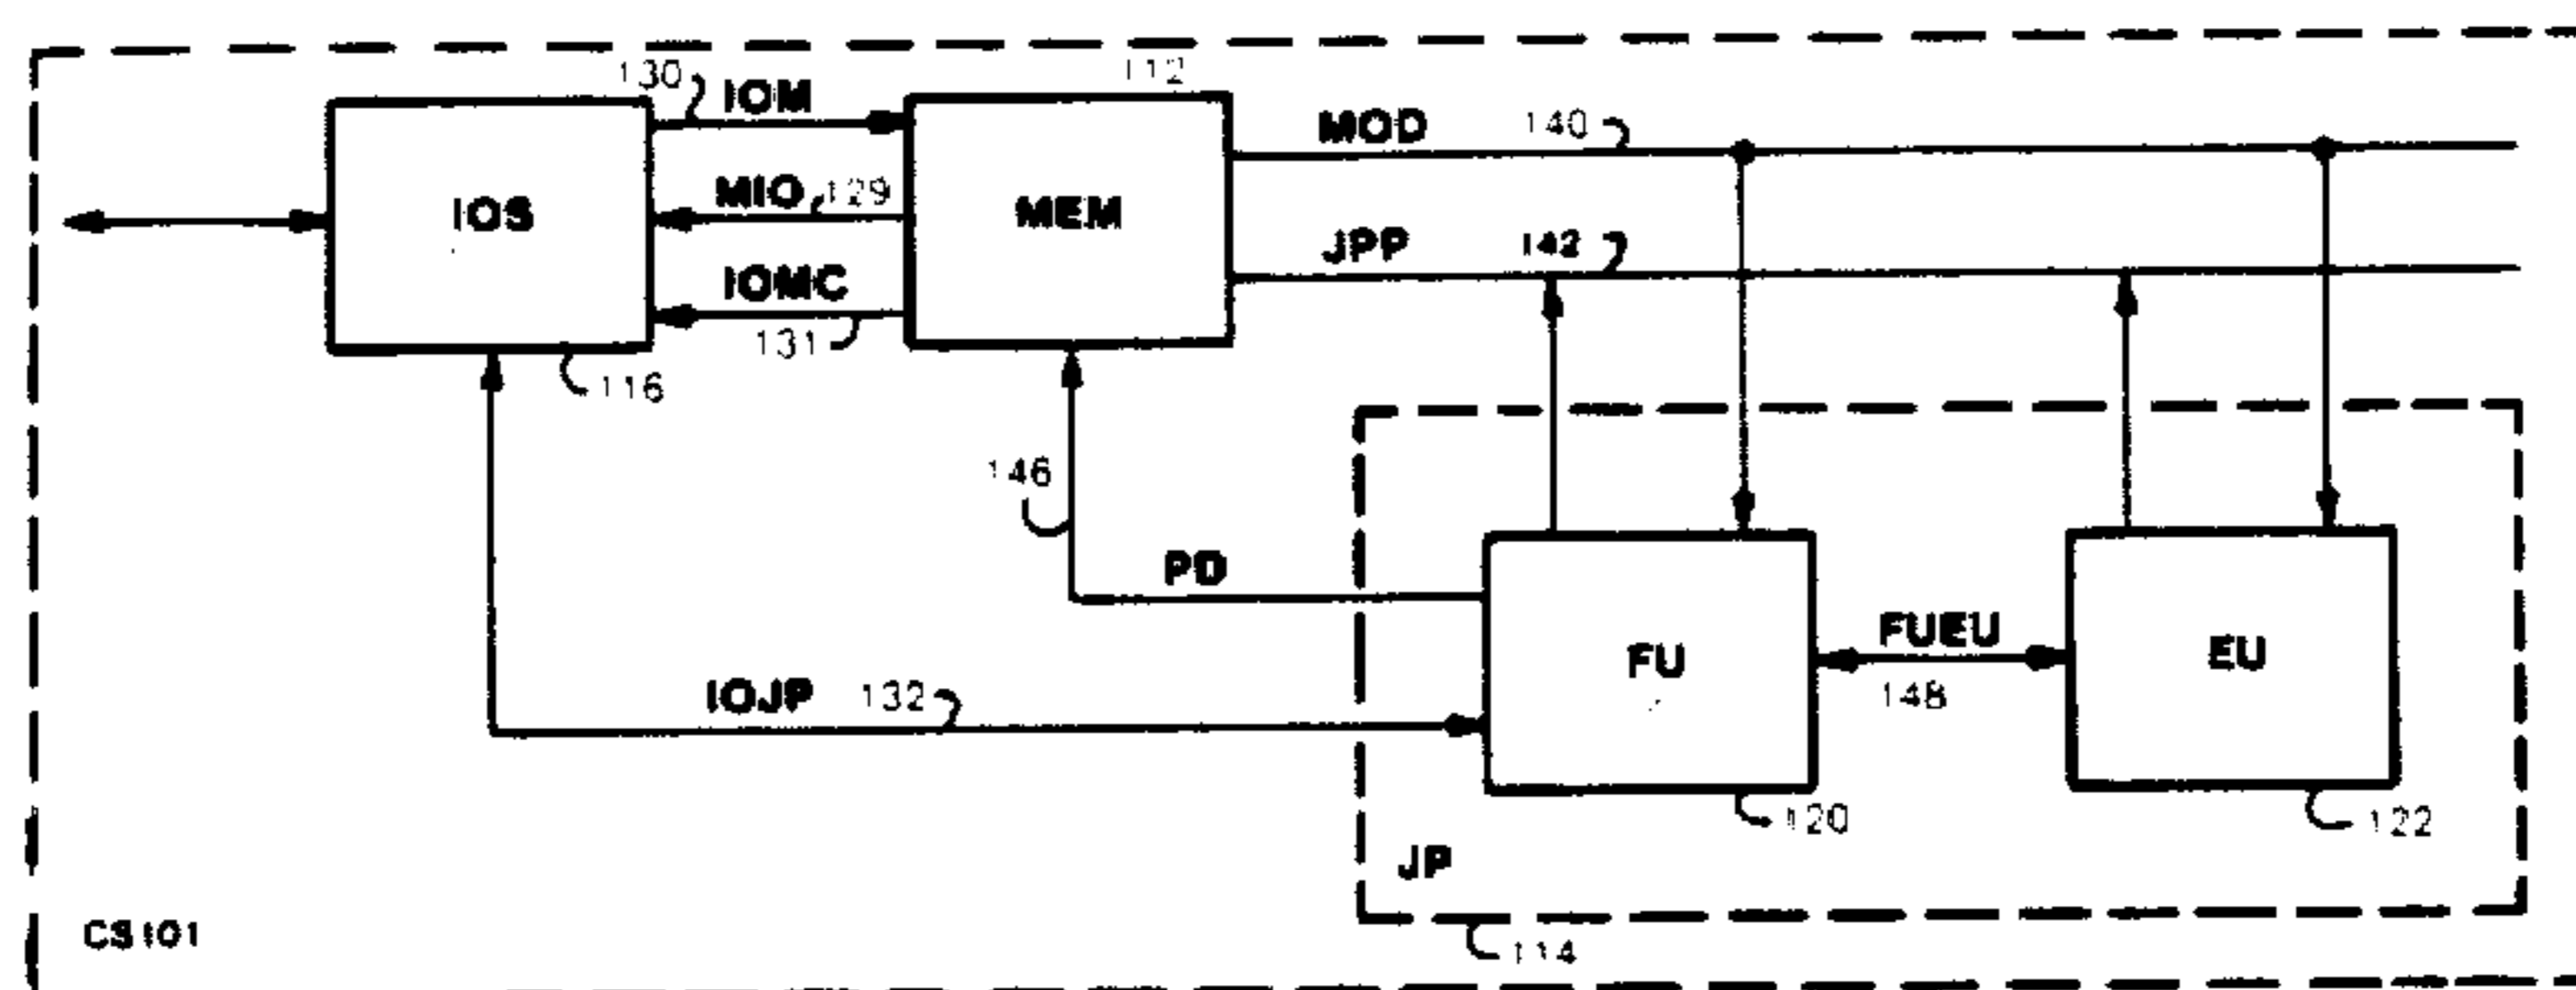 130
IOM
112
MOD
140
MIO
129
IOS
MEM
JPP
142
IOMC
131
116
146
PD
FUEU
FU
EU
IOJP
132
148
120
122
JP
CS101
114